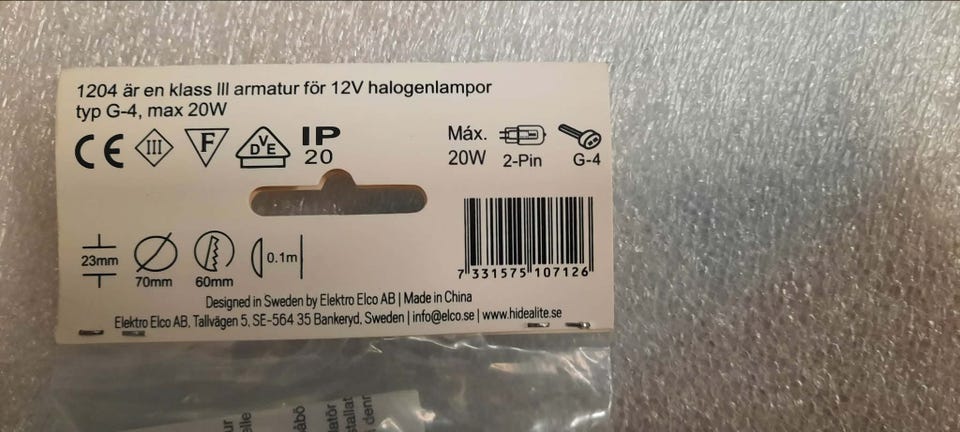 1204 är en klass III armatur för 12V halogenlampor
typ G-4, max 20W
CE III F DVE IP 20
Máx. 20W 2-Pin G-4
23mm 70mm 60mm 0.1m
7 331575 107126
Designed in Sweden by Elektro Elco AB | Made in China
Elektro Elco AB, Tallvägen 5, SE-564 35 Bankeryd, Sweden | info@elco.se | www.hidealite.se